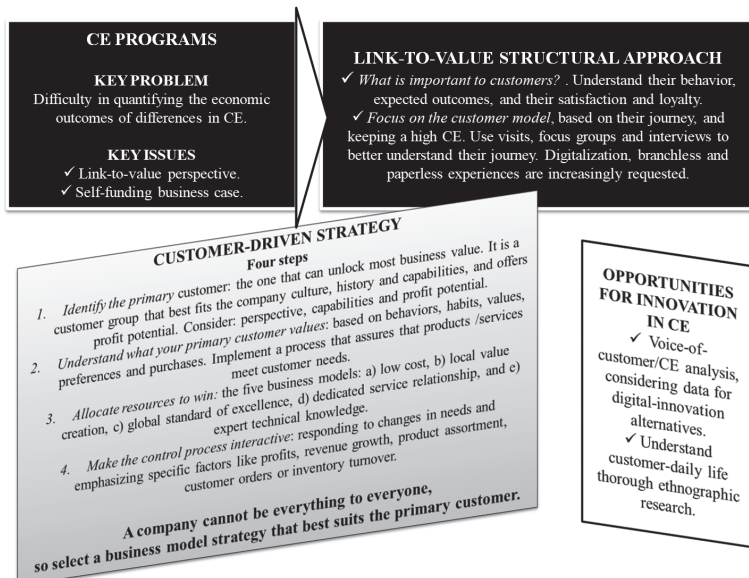 CE PROGRAMS
KEY PROBLEM
Difficulty in quantifying the economic
outcomes of differences in CE.
KEY ISSUES
✓ Link-to-value perspective.
✓ Self-funding business case.
LINK-TO-VALUE STRUCTURAL APPROACH
✓ What is important to customers? . Understand their behavior,
expected outcomes, and their satisfaction and loyalty.
✓ Focus on the customer model, based on their journey, and
keeping a high CE. Use visits, focus groups and interviews to
better understand their journey. Digitalization, branchless and
paperless experiences are increasingly requested.
CUSTOMER-DRIVEN STRATEGY
Four steps
1. Identify the primary customer: the one that can unlock most business value. It is a
customer group that best fits the company culture, history and capabilities, and offers
profit potential. Consider: perspective, capabilities and profit potential.
2. Understand what your primary customer values: based on behaviors, habits, values,
preferences and purchases. Implement a process that assures that products /services
meet customer needs.
3. Allocate resources to win: the five business models: a) low cost, b) local value
creation, c) global standard of excellence, d) dedicated service relationship, and e)
expert technical knowledge.
4. Make the control process interactive: responding to changes in needs and
emphasizing specific factors like profits, revenue growth, product assortment,
customer orders or inventory turnover.
A company cannot be everything to everyone,
so select a business model strategy that best suits the primary customer.
OPPORTUNITIES
FOR INNOVATION
IN CE
✓ Voice-of-
customer/CE analysis,
considering data for
digital-innovation
alternatives.
✓ Understand
customer-daily life
thorough ethnographic
research.